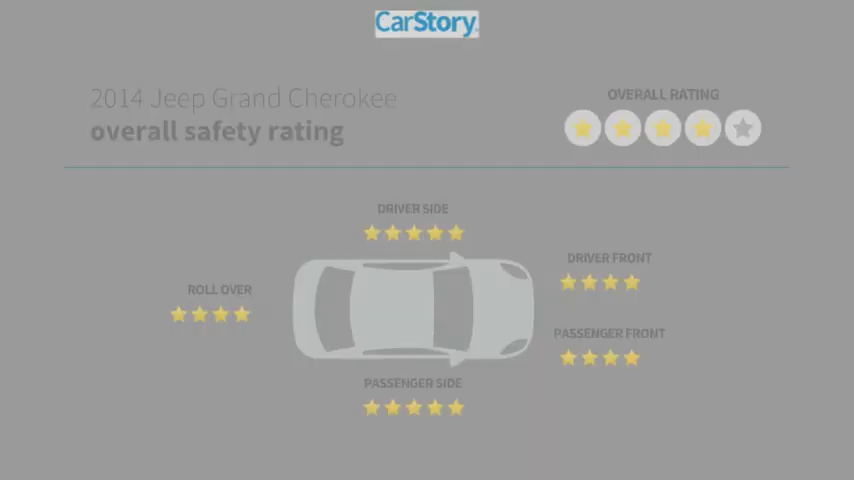 CarStory
2014 Jeep Grand Cherokee
overall safety rating
OVERALL RATING
DRIVER SIDE
DRIVER FRONT
ROLL OVER
PASSENGER FRONT
PASSENGER SIDE